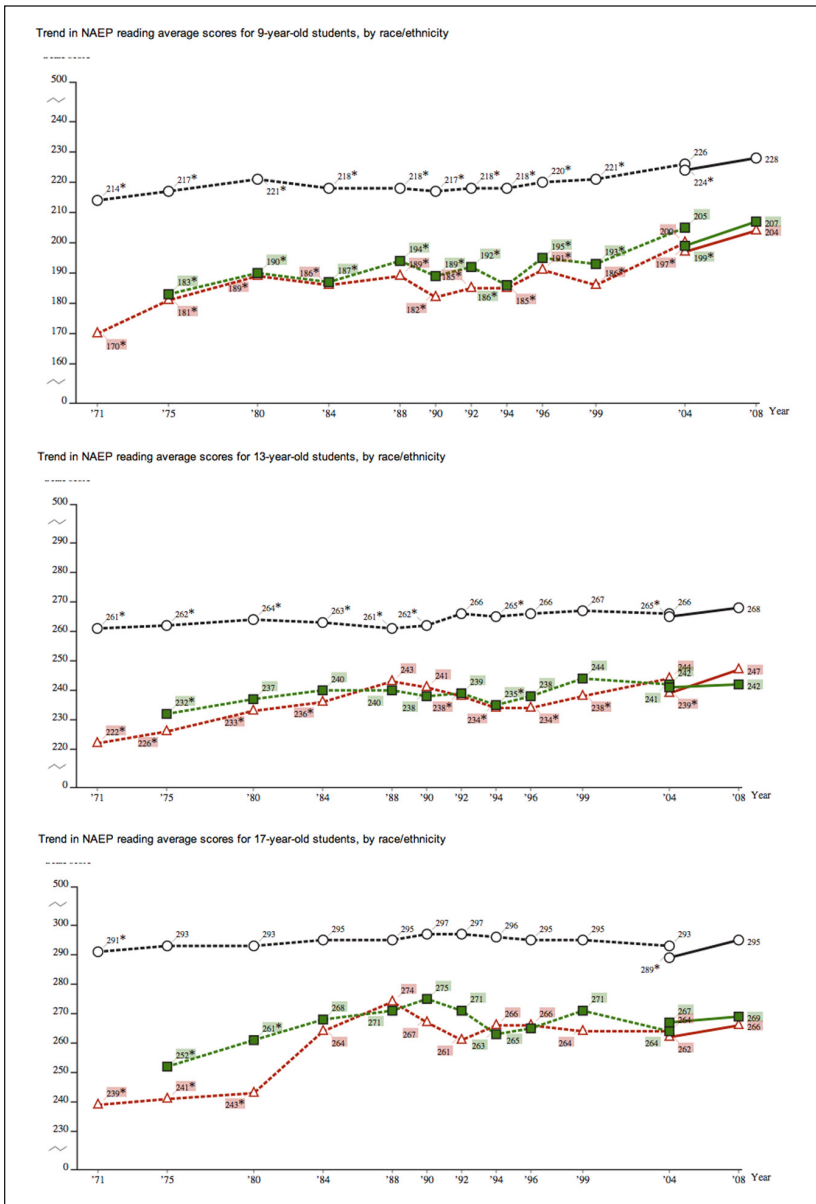 Trend in NAEP reading average scores for 9-year-old students, by race/ethnicity
500
240
230
220
210
200
190
180
170
160
0
214* 217* 221* 218* 218* 217* 218* 218* 220* 221* 226
224* 228
183* 190* 187* 194* 189* 192* 186* 195* 193* 205
199* 207
170* 181* 189* 186* 189* 182* 185* 185* 191* 186* 200
197* 204
'71 '75 '80 '84 '88 '90 '92 '94 '96 '99 '04 '08 Year
Trend in NAEP reading average scores for 13-year-old students, by race/ethnicity
500
290
280
270
260
250
240
230
220
0
261* 262* 264* 263* 261* 262* 266 265* 266 267 265* 266
268
232* 237 240 240 238 239 235* 238 244 242
241 242
222* 226* 233* 236* 243 241 238* 234* 234* 238* 244
239* 247
'71 '75 '80 '84 '88 '90 '92 '94 '96 '99 '04 '08 Year
Trend in NAEP reading average scores for 17-year-old students, by race/ethnicity
500
300
290
280
270
260
250
240
230
0
291* 293 293 295 295 297 297 296 295 295 293
289* 295
252* 261* 268 271 275 271 263 265 271 264
267 269
239* 241* 243* 264 274 267 261 266 266 264 264
262 266
'71 '75 '80 '84 '88 '90 '92 '94 '96 '99 '04 '08 Year